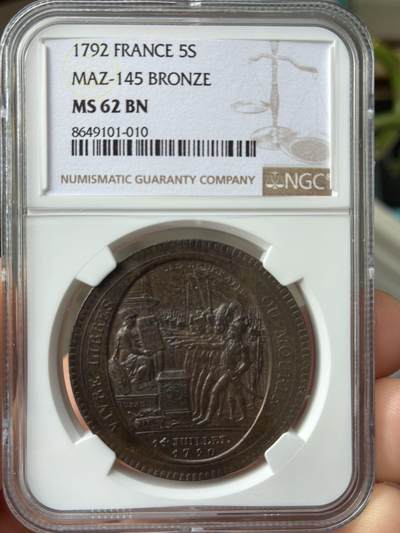 1792 FRANCE 5S
MAZ-145 BRONZE
MS 62 BN
8649101-010
NUMISMATIC GUARANTY COMPANY
NGC
VIVRE LIBRES
OU MOURIR
14 JUILLET.
1790